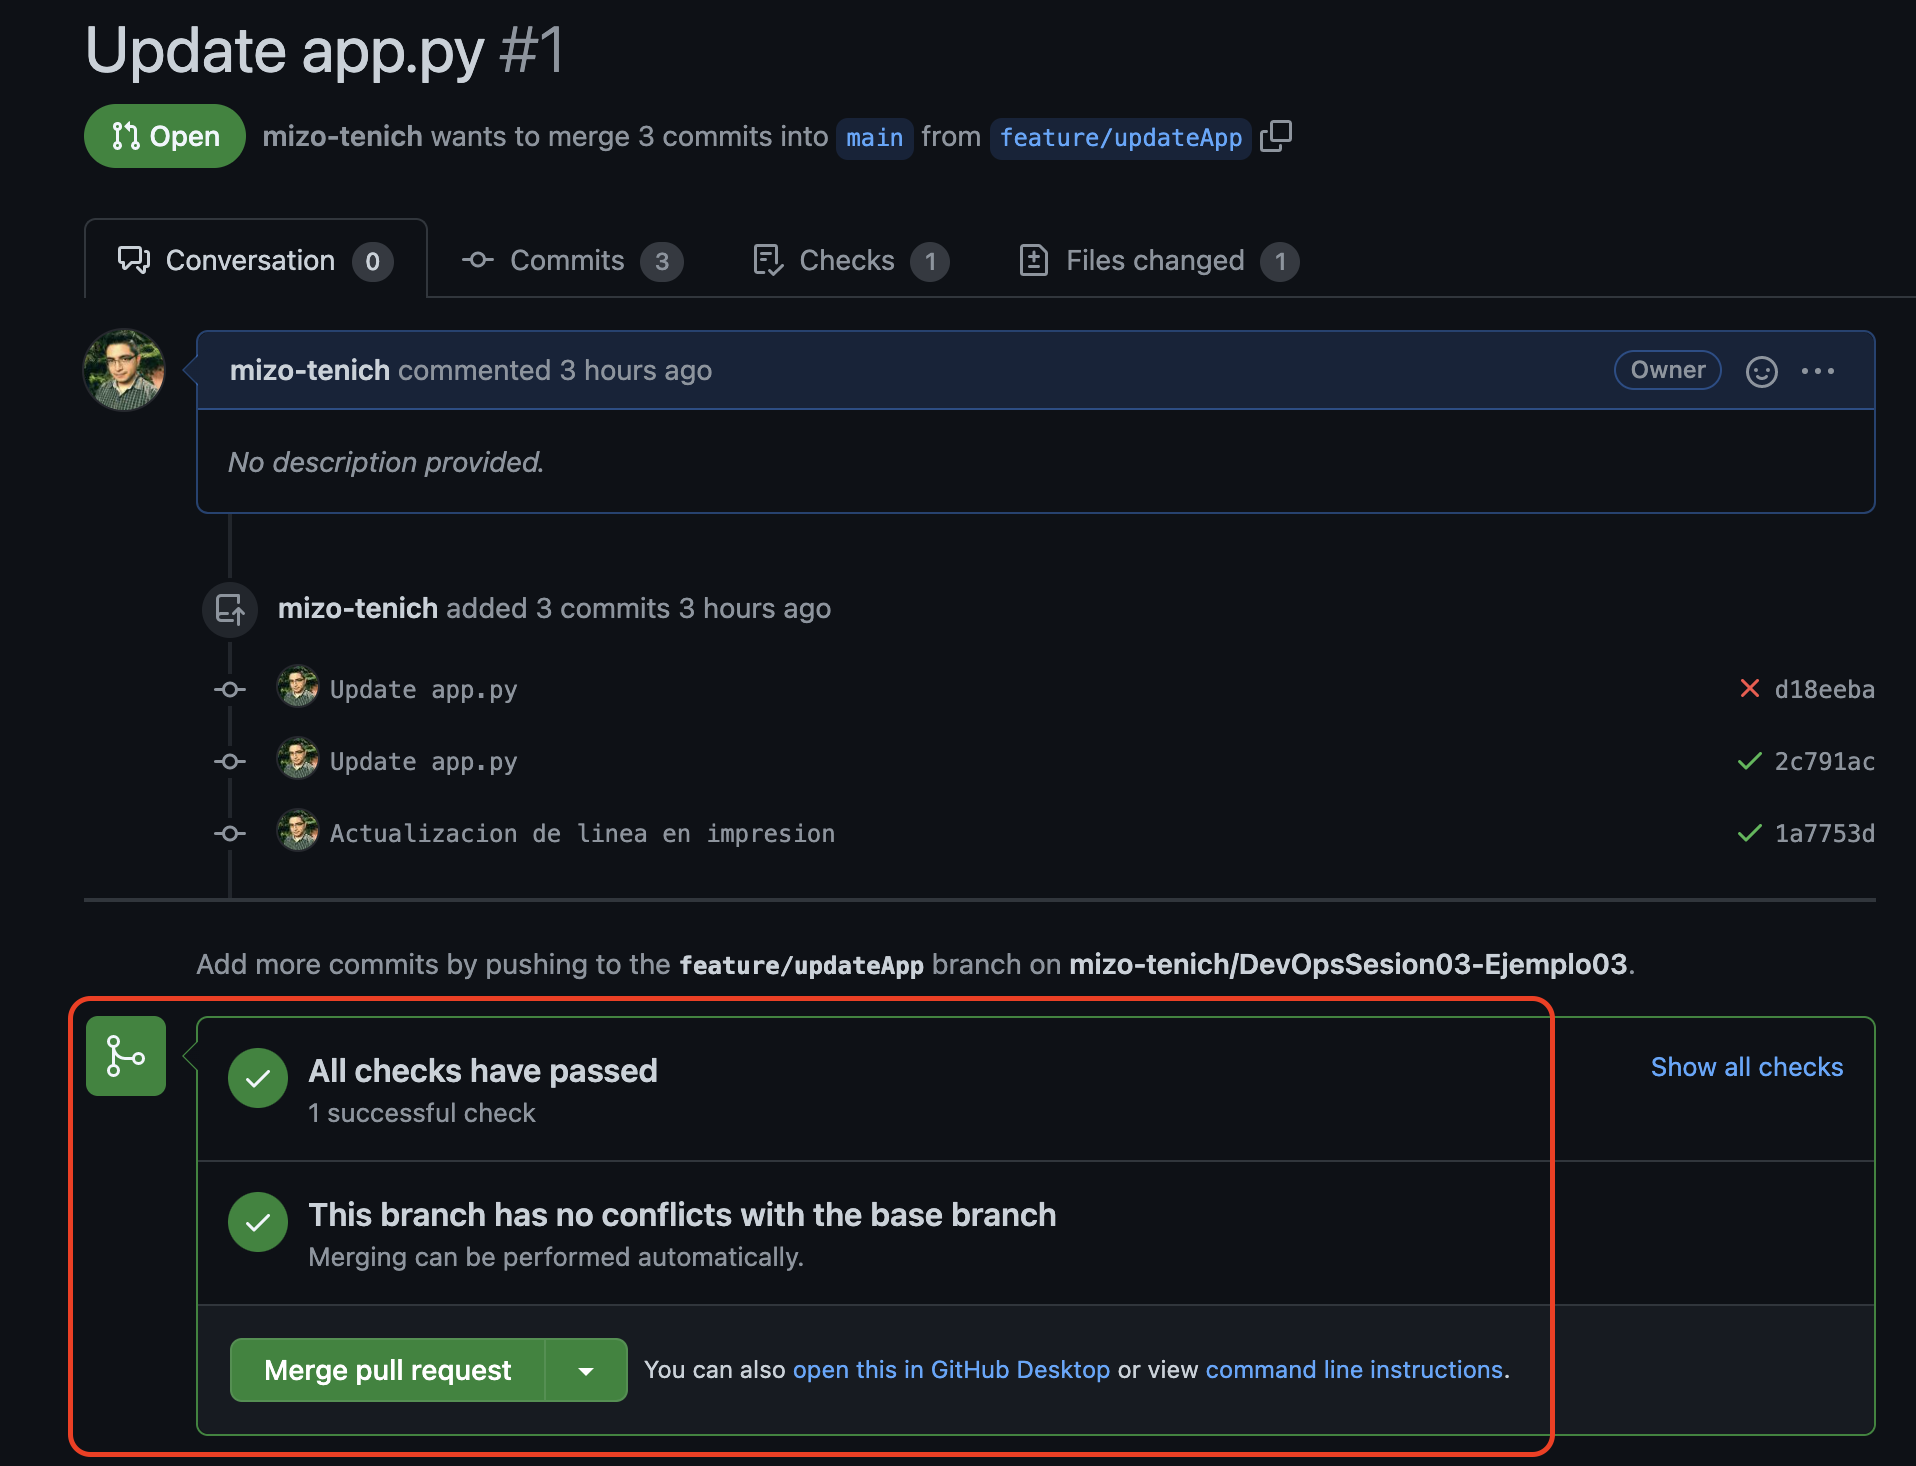 Update app.py #1
Open mizo-tenich wants to merge 3 commits into main from feature/updateApp
Conversation 0 Commits 3 Checks 1 Files changed 1
mizo-tenich commented 3 hours ago Owner
No description provided.
mizo-tenich added 3 commits 3 hours ago
Update app.py d18eeba
Update app.py 2c791ac
Actualizacion de linea en impresion 1a7753d
Add more commits by pushing to the feature/updateApp branch on mizo-tenich/DevOpsSesion03-Ejemplo03.
All checks have passed Show all checks
1 successful check
This branch has no conflicts with the base branch
Merging can be performed automatically.
Merge pull request You can also open this in GitHub Desktop or view command line instructions.